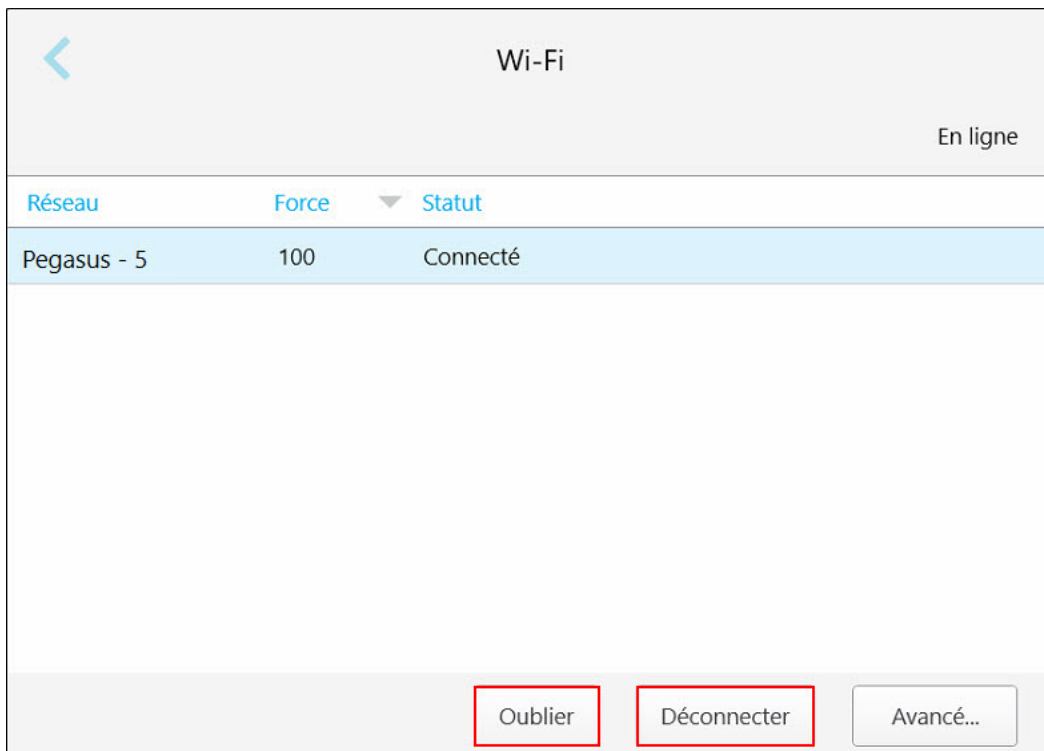 Wi-Fi
En ligne
Réseau Force Statut
Pegasus - 5 100 Connecté
Oublier Déconnecter Avancé...